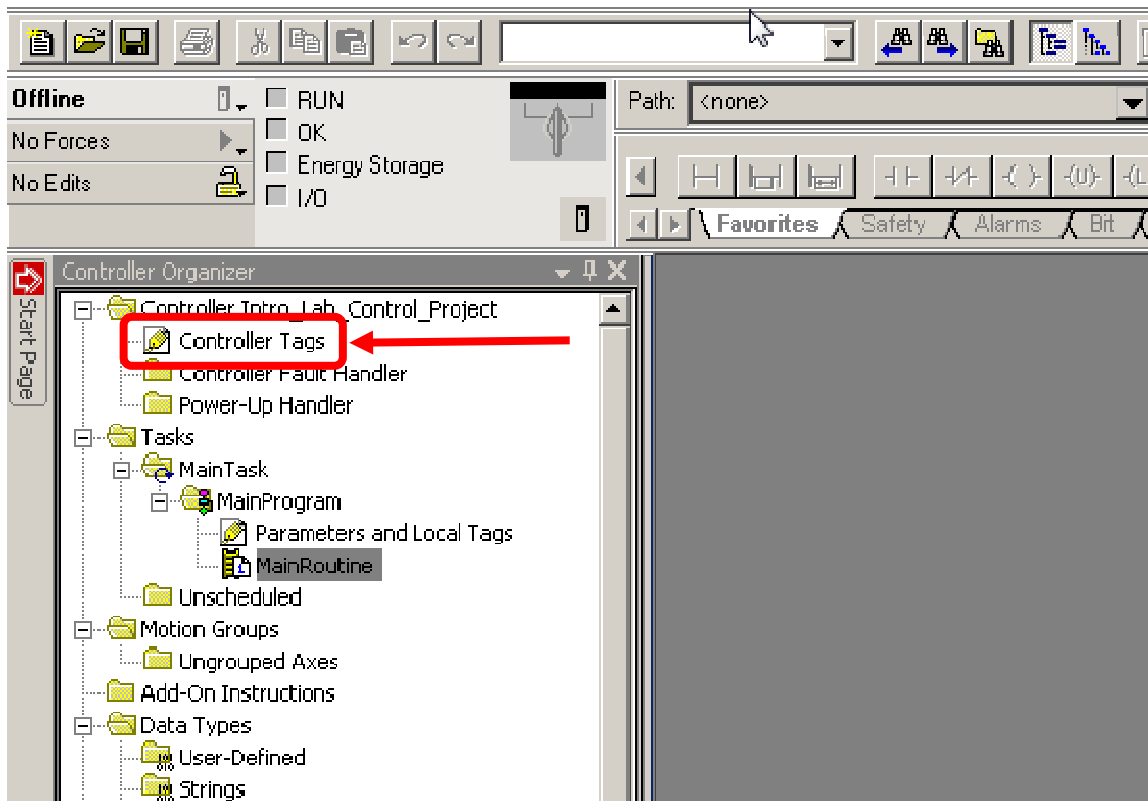 Offline
No Forces
No Edits
RUN
OK
Energy Storage
I/O
Path: <none>
Favorites
Safety
Alarms
Bit
Start Page
Controller Organizer
Controller Intro_Lab_Control_Project
Controller Tags
Controller Fault Handler
Power-Up Handler
Tasks
MainTask
MainProgram
Parameters and Local Tags
MainRoutine
Unscheduled
Motion Groups
Ungrouped Axes
Add-On Instructions
Data Types
User-Defined
Strings